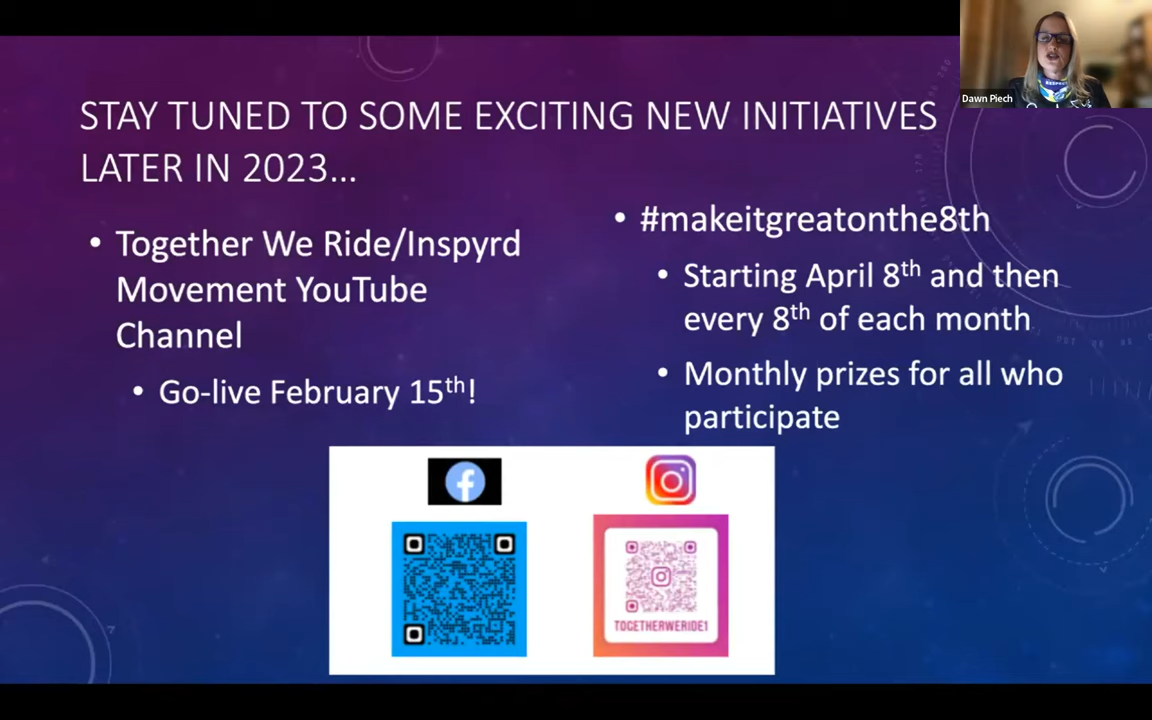 Dawn Piech
STAY TUNED TO SOME EXCITING NEW INITIATIVES
LATER IN 2023...
• Together We Ride/Inspyrd
Movement YouTube
Channel
• Go-live February 15th!
• #makeitgreatonthe8th
• Starting April 8th and then
every 8th of each month
• Monthly prizes for all who
participate
TOGETHERWERIDE1